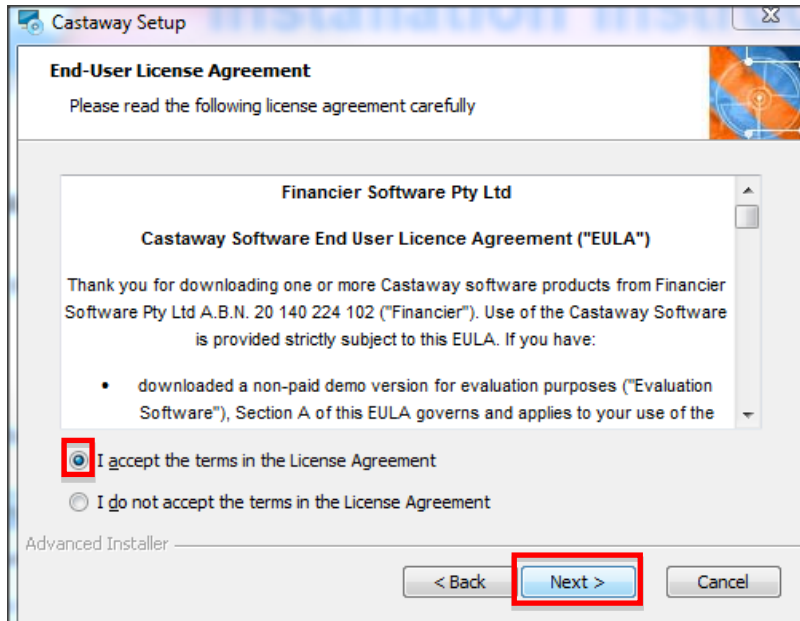 Castaway Setup
End-User License Agreement
Please read the following license agreement carefully
Financier Software Pty Ltd
Castaway Software End User Licence Agreement ("EULA")
Thank you for downloading one or more Castaway software products from Financier
Software Pty Ltd A.B.N. 20 140 224 102 ("Financier"). Use of the Castaway Software
is provided strictly subject to this EULA. If you have:
• downloaded a non-paid demo version for evaluation purposes ("Evaluation
Software"), Section A of this EULA governs and applies to your use of the
I accept the terms in the License Agreement
I do not accept the terms in the License Agreement
Advanced Installer
< Back Next > Cancel